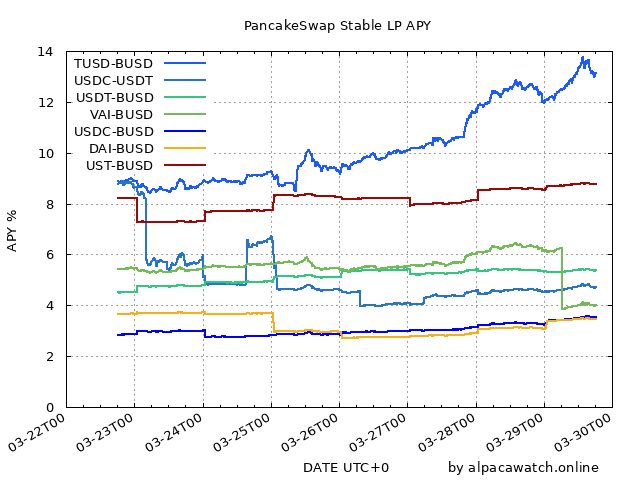 PancakeSwap Stable LP APY
14
12
10
8
6
4
2
0
APY %
TUSD-BUSD
USDC-USDT
USDT-BUSD
VAI-BUSD
USDC-BUSD
DAI-BUSD
UST-BUSD
03-22T00
03-23T00
03-24T00
03-25T00
03-26T00
03-27T00
03-28T00
03-29T00
03-30T00
DATE UTC+0
by alpacawatch.online